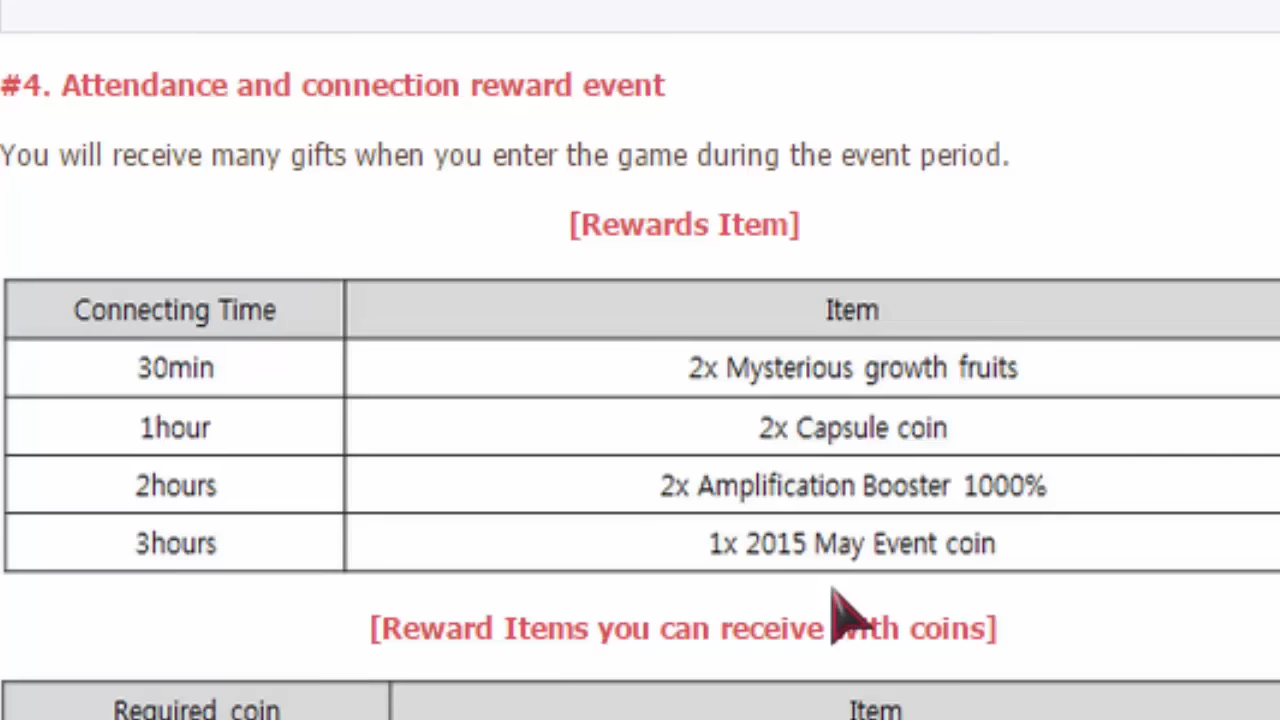 #4. Attendance and connection reward event
You will receive many gifts when you enter the game during the event period.
[Rewards Item]
Connecting Time Item
30min 2x Mysterious growth fruits
1hour 2x Capsule coin
2hours 2x Amplification Booster 1000%
3hours 1x 2015 May Event coin
[Reward Items you can receive with coins]
Required coin Item